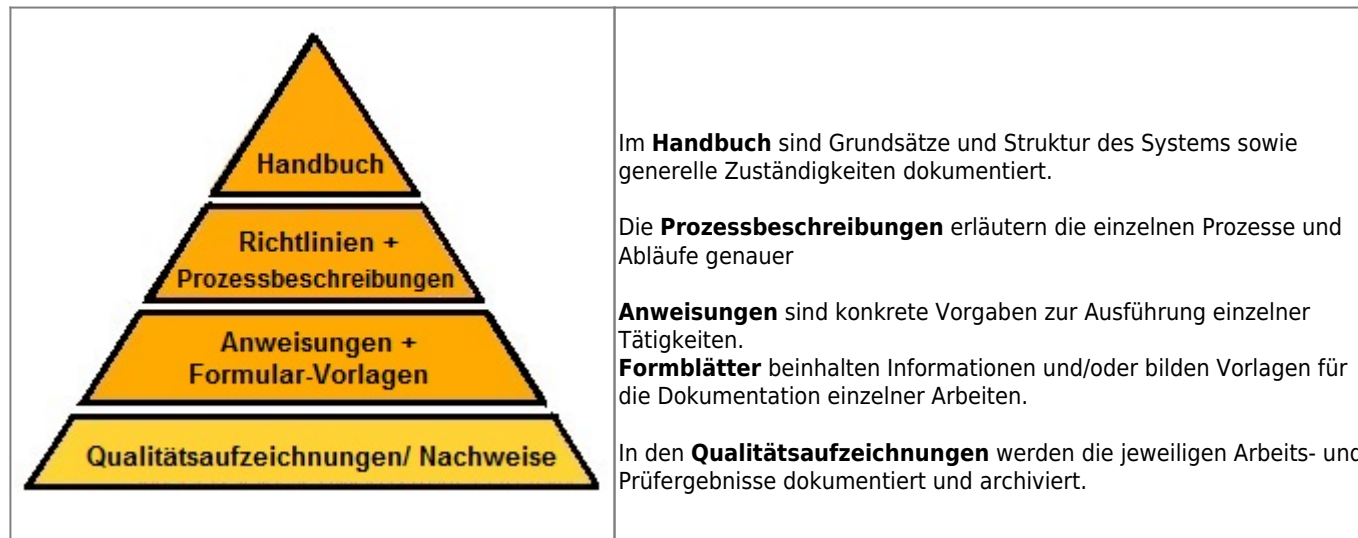 Handbuch
Richtlinien +
Prozessbeschreibungen
Anweisungen +
Formular-Vorlagen
Qualitätsaufzeichnungen/ Nachweise
Im Handbuch sind Grundsätze und Struktur des Systems sowie
generelle Zuständigkeiten dokumentiert.
Die Prozessbeschreibungen erläutern die einzelnen Prozesse und
Abläufe genauer
Anweisungen sind konkrete Vorgaben zur Ausführung einzelner
Tätigkeiten.
Formblätter beinhalten Informationen und/oder bilden Vorlagen für
die Dokumentation einzelner Arbeiten.
In den Qualitätsaufzeichnungen werden die jeweiligen Arbeits- und
Prüfergebnisse dokumentiert und archiviert.